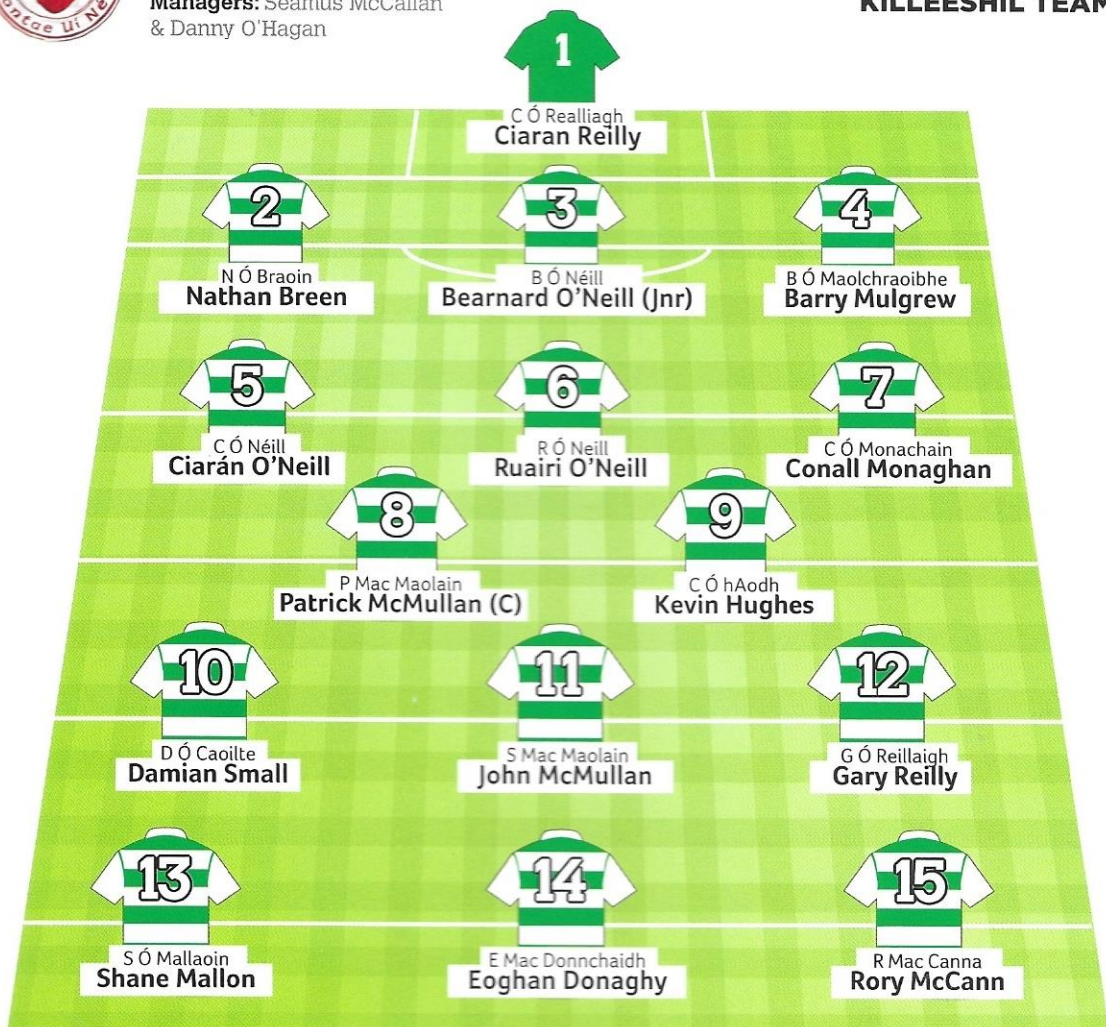 ontae Uí Né
Managers: Seamus McCallan
& Danny O'Hagan
KILLEESHIL TEAM
1
C Ó Realliagh
Ciaran Reilly
2
N Ó Braoin
Nathan Breen
3
B Ó Néill
Bearnard O'Neill (Jnr)
4
B Ó Maolchraoibhe
Barry Mulgrew
5
C Ó Néill
Ciarán O'Neill
6
R Ó Neill
Ruairi O'Neill
7
C Ó Monachain
Conall Monaghan
8
P Mac Maolain
Patrick McMullan (C)
9
C Ó hAodh
Kevin Hughes
10
D Ó Caoilte
Damian Small
11
S Mac Maolain
John McMullan
12
G Ó Reillaigh
Gary Reilly
13
S Ó Mallaoin
Shane Mallon
14
E Mac Donnchaidh
Eoghan Donaghy
15
R Mac Canna
Rory McCann